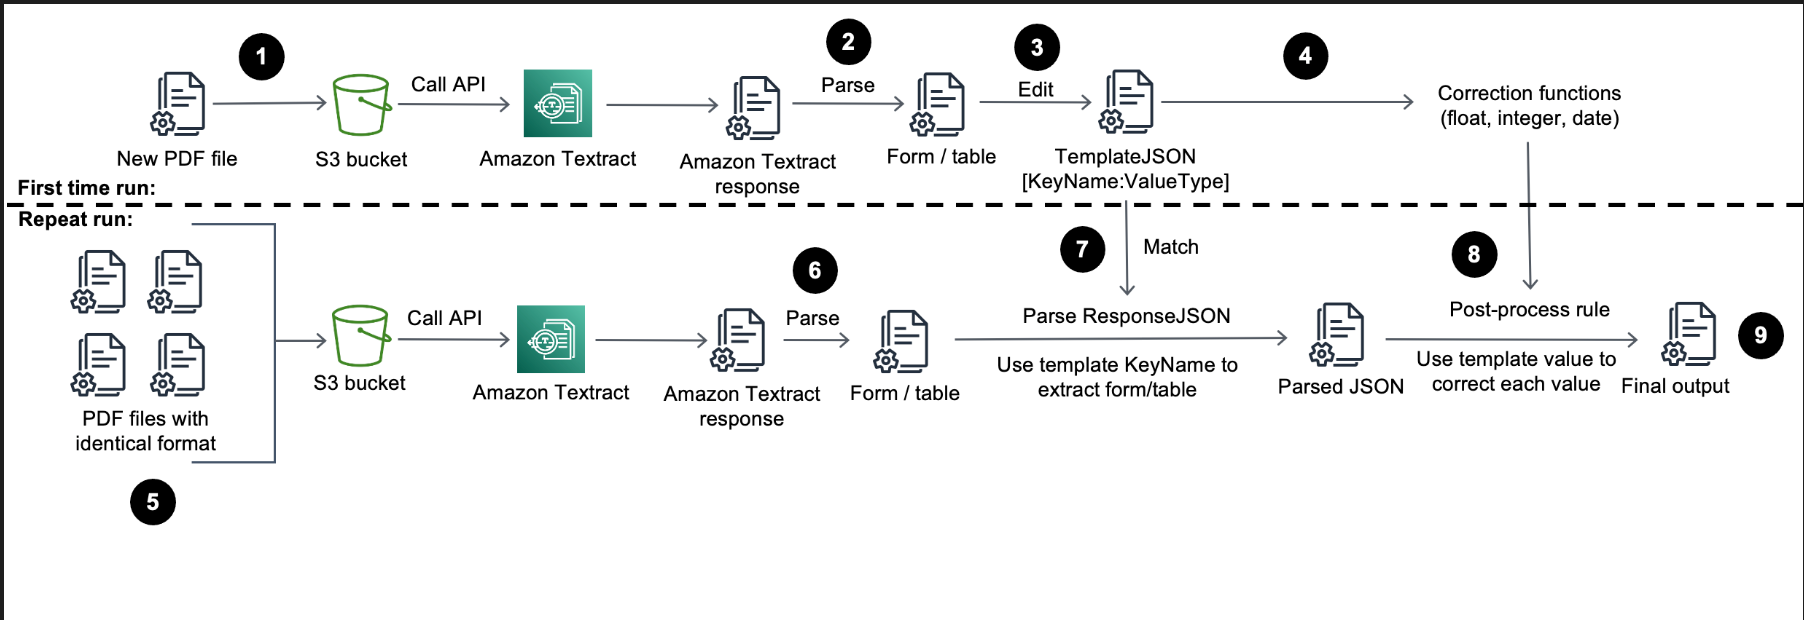 1
2
3
4
Call API
Parse
Edit
New PDF file
S3 bucket
Amazon Textract
Amazon Textract
response
Form / table
TemplateJSON
[KeyName:ValueType]
Correction functions
(float, integer, date)
First time run:
Repeat run:
5
6
7
8
9
PDF files with
identical format
Call API
S3 bucket
Amazon Textract
Parse
Amazon Textract
response
Form / table
Match
Parse ResponseJSON
Use template KeyName to
extract form/table
Parsed JSON
Post-process rule
Use template value to
correct each value
Final output